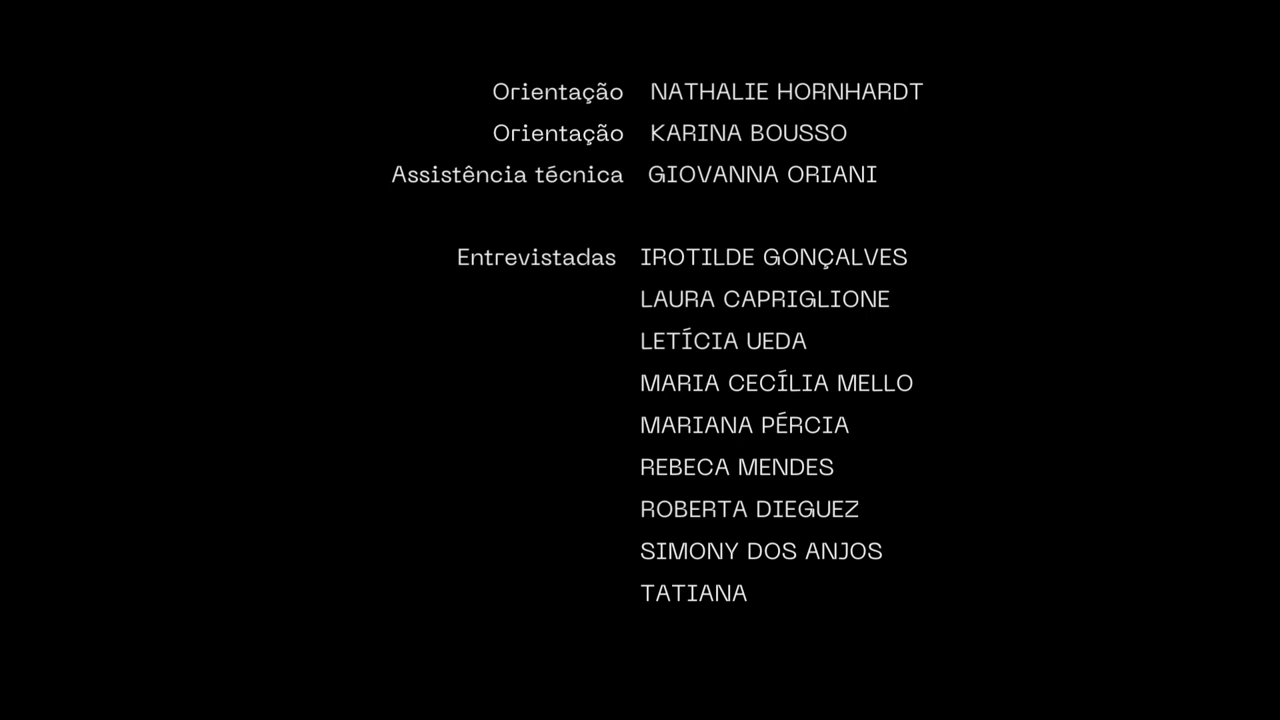 Orientação NATHALIE HORNHARDT
Orientação KARINA BOUSSO
Assistência técnica GIOVANNA ORIANI
Entrevistadas IROTILDE GONÇALVES
LAURA CAPRIGLIONE
LETÍCIA UEDA
MARIA CECÍLIA MELLO
MARIANA PÉRCIA
REBECA MENDES
ROBERTA DIEGUEZ
SIMONY DOS ANJOS
TATIANA